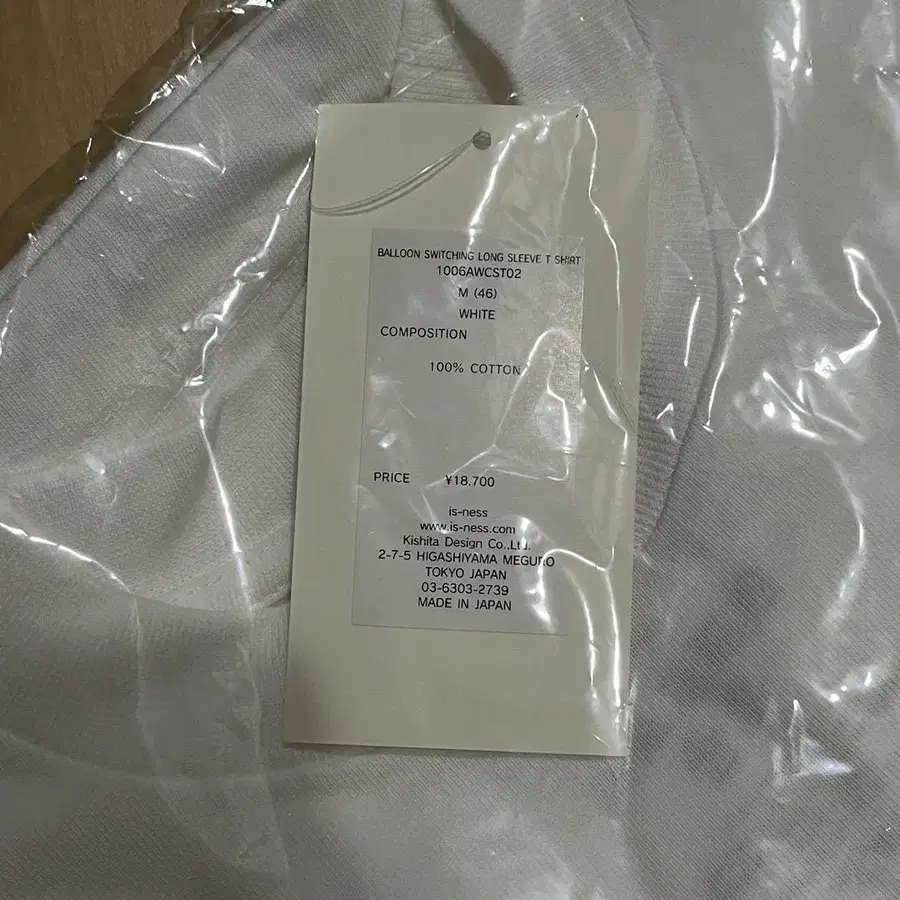 BALLOON SWITCHING LONG SLEEVE T SHIRT
1006AWCST02
M (46)
WHITE
COMPOSITION
100% COTTON
PRICE ¥18.700
is-ness
www.is-ness.com
Kishita Design Co.,Ltd.
2-7-5 HIGASHIYAMA MEGURO
TOKYO JAPAN
03-6303-2739
MADE IN JAPAN